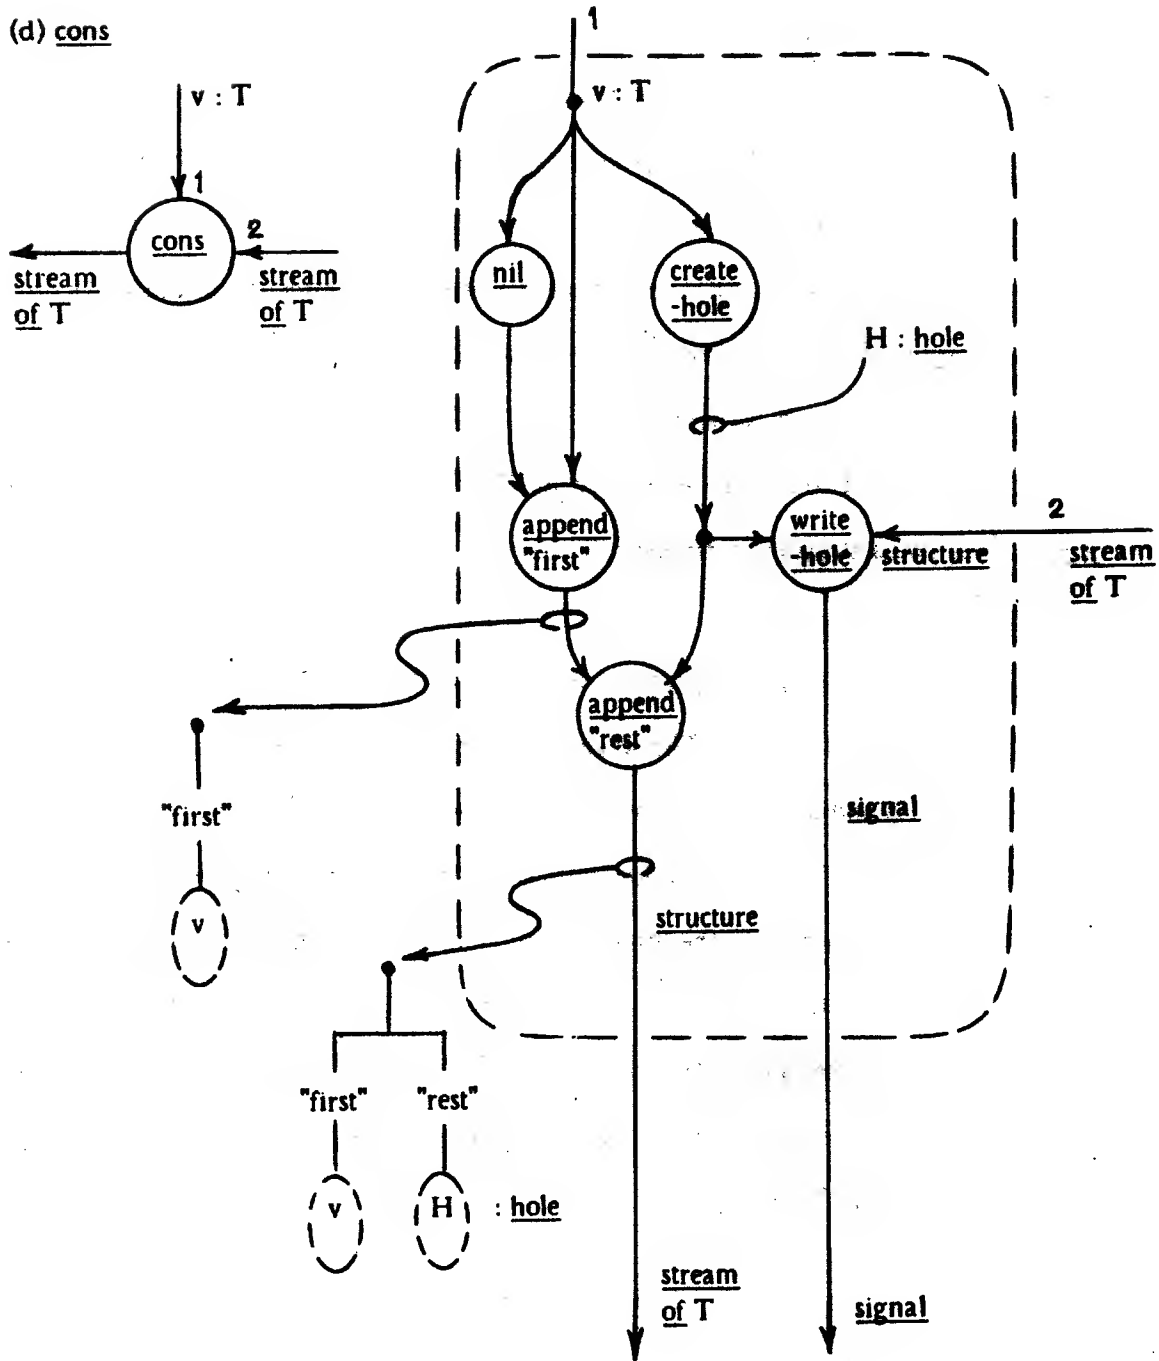 (d) cons
1
v : T
v : T
1
cons
2
stream
of T
stream
of T
nil
create
-hole
H : hole
append
"first"
write
-hole
structure
2
stream
of T
append
"rest"
"first"
v
signal
structure
"first"
"rest"
v
H
: hole
stream
of T
signal